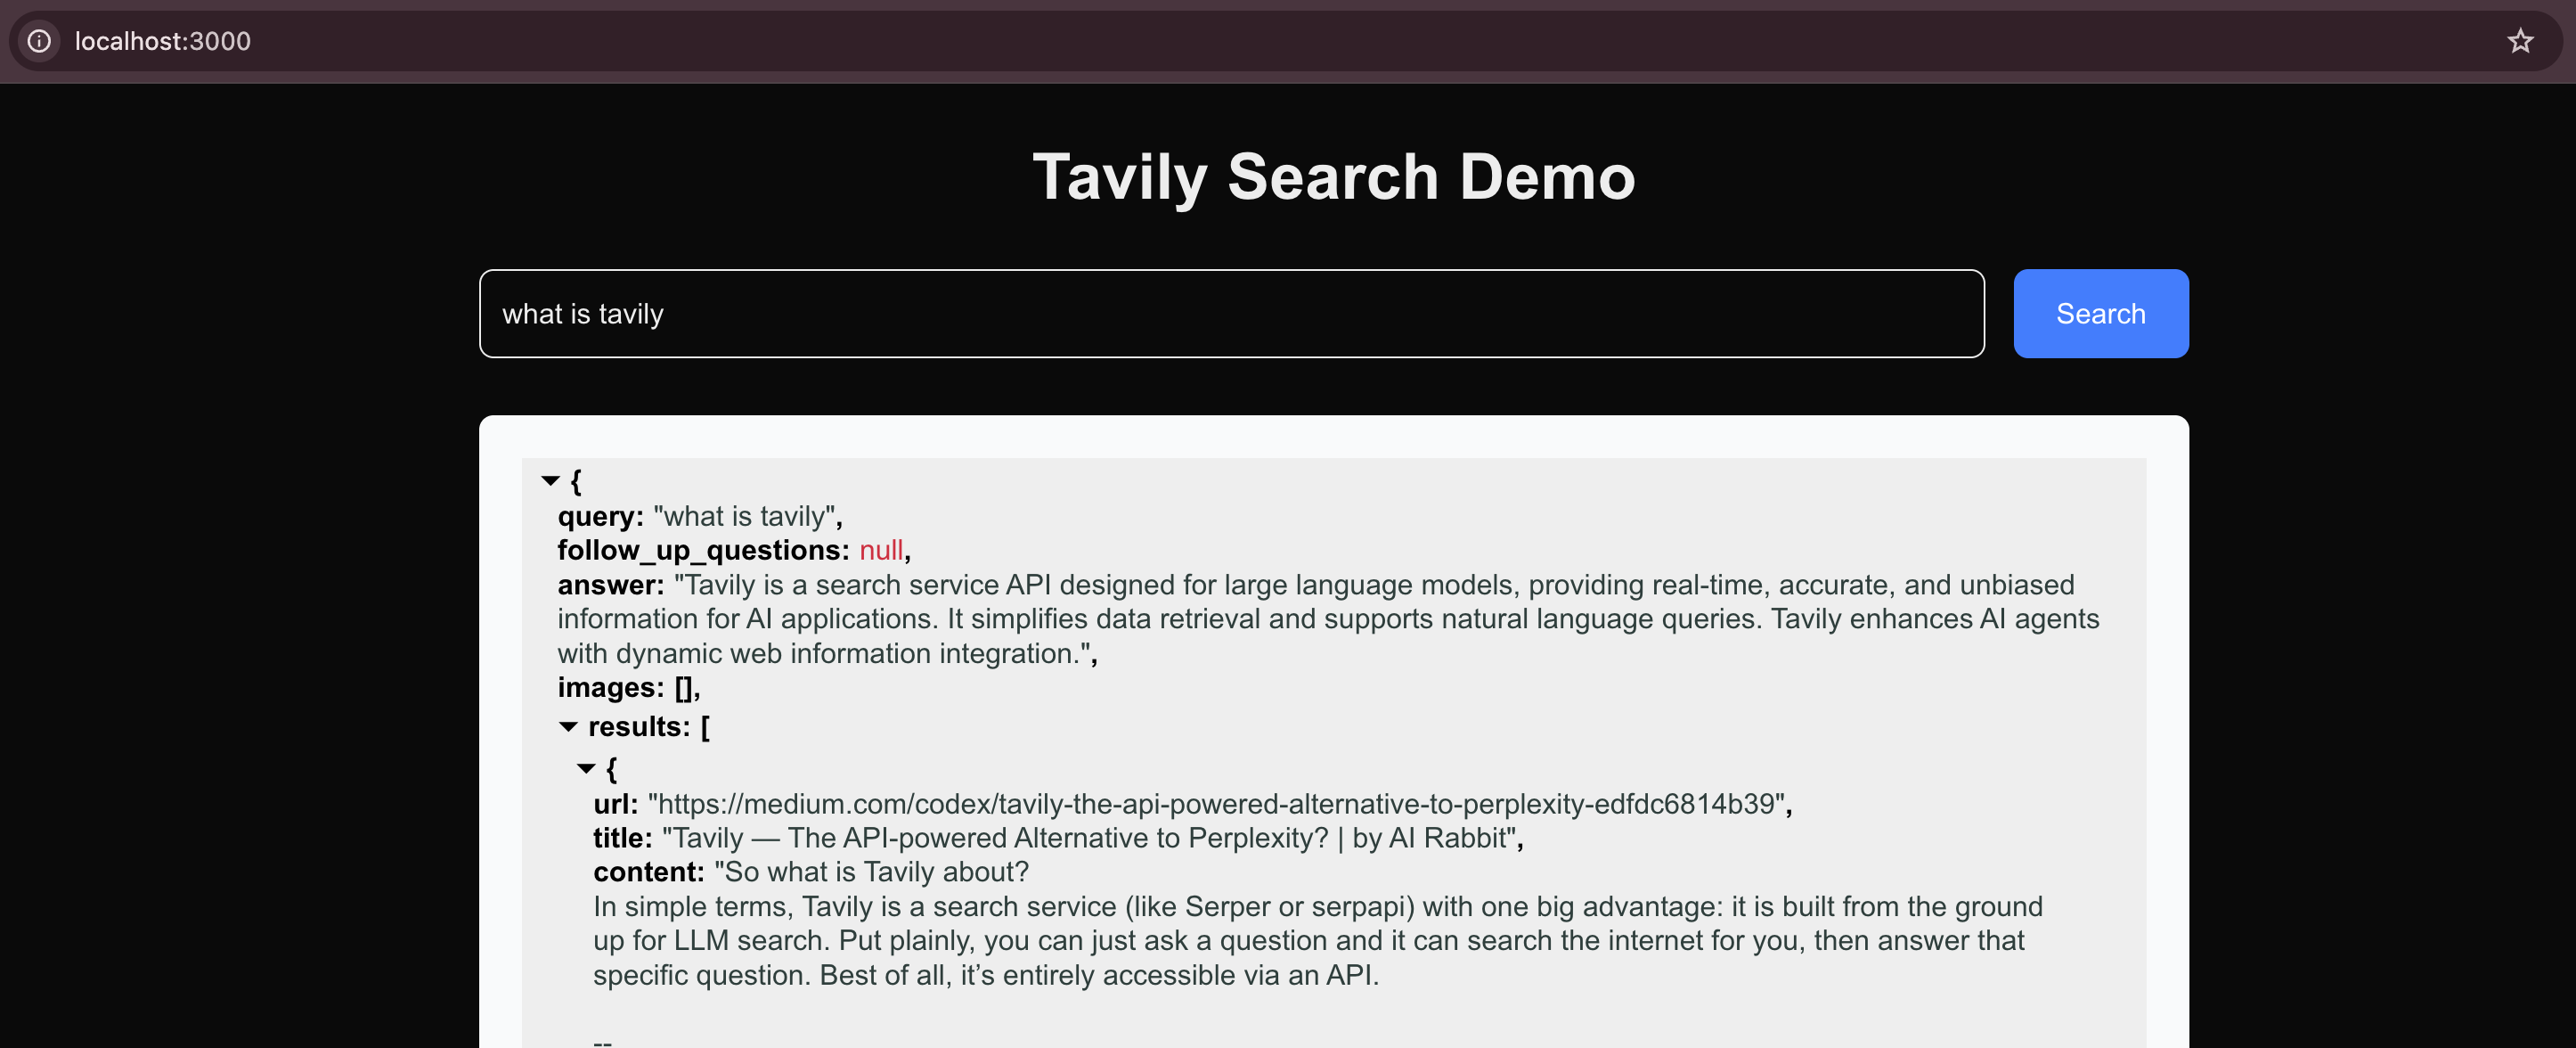 localhost:3000
Tavily Search Demo
what is tavily
Search
{
query: "what is tavily",
follow_up_questions: null,
answer: "Tavily is a search service API designed for large language models, providing real-time, accurate, and unbiased
information for AI applications. It simplifies data retrieval and supports natural language queries. Tavily enhances AI agents
with dynamic web information integration.",
images: [],
results: [
{
url: "https://medium.com/codex/tavily-the-api-powered-alternative-to-perplexity-edfdc6814b39",
title: "Tavily — The API-powered Alternative to Perplexity? | by AI Rabbit",
content: "So what is Tavily about?
In simple terms, Tavily is a search service (like Serper or serpapi) with one big advantage: it is built from the ground
up for LLM search. Put plainly, you can just ask a question and it can search the internet for you, then answer that
specific question. Best of all, it’s entirely accessible via an API.
--